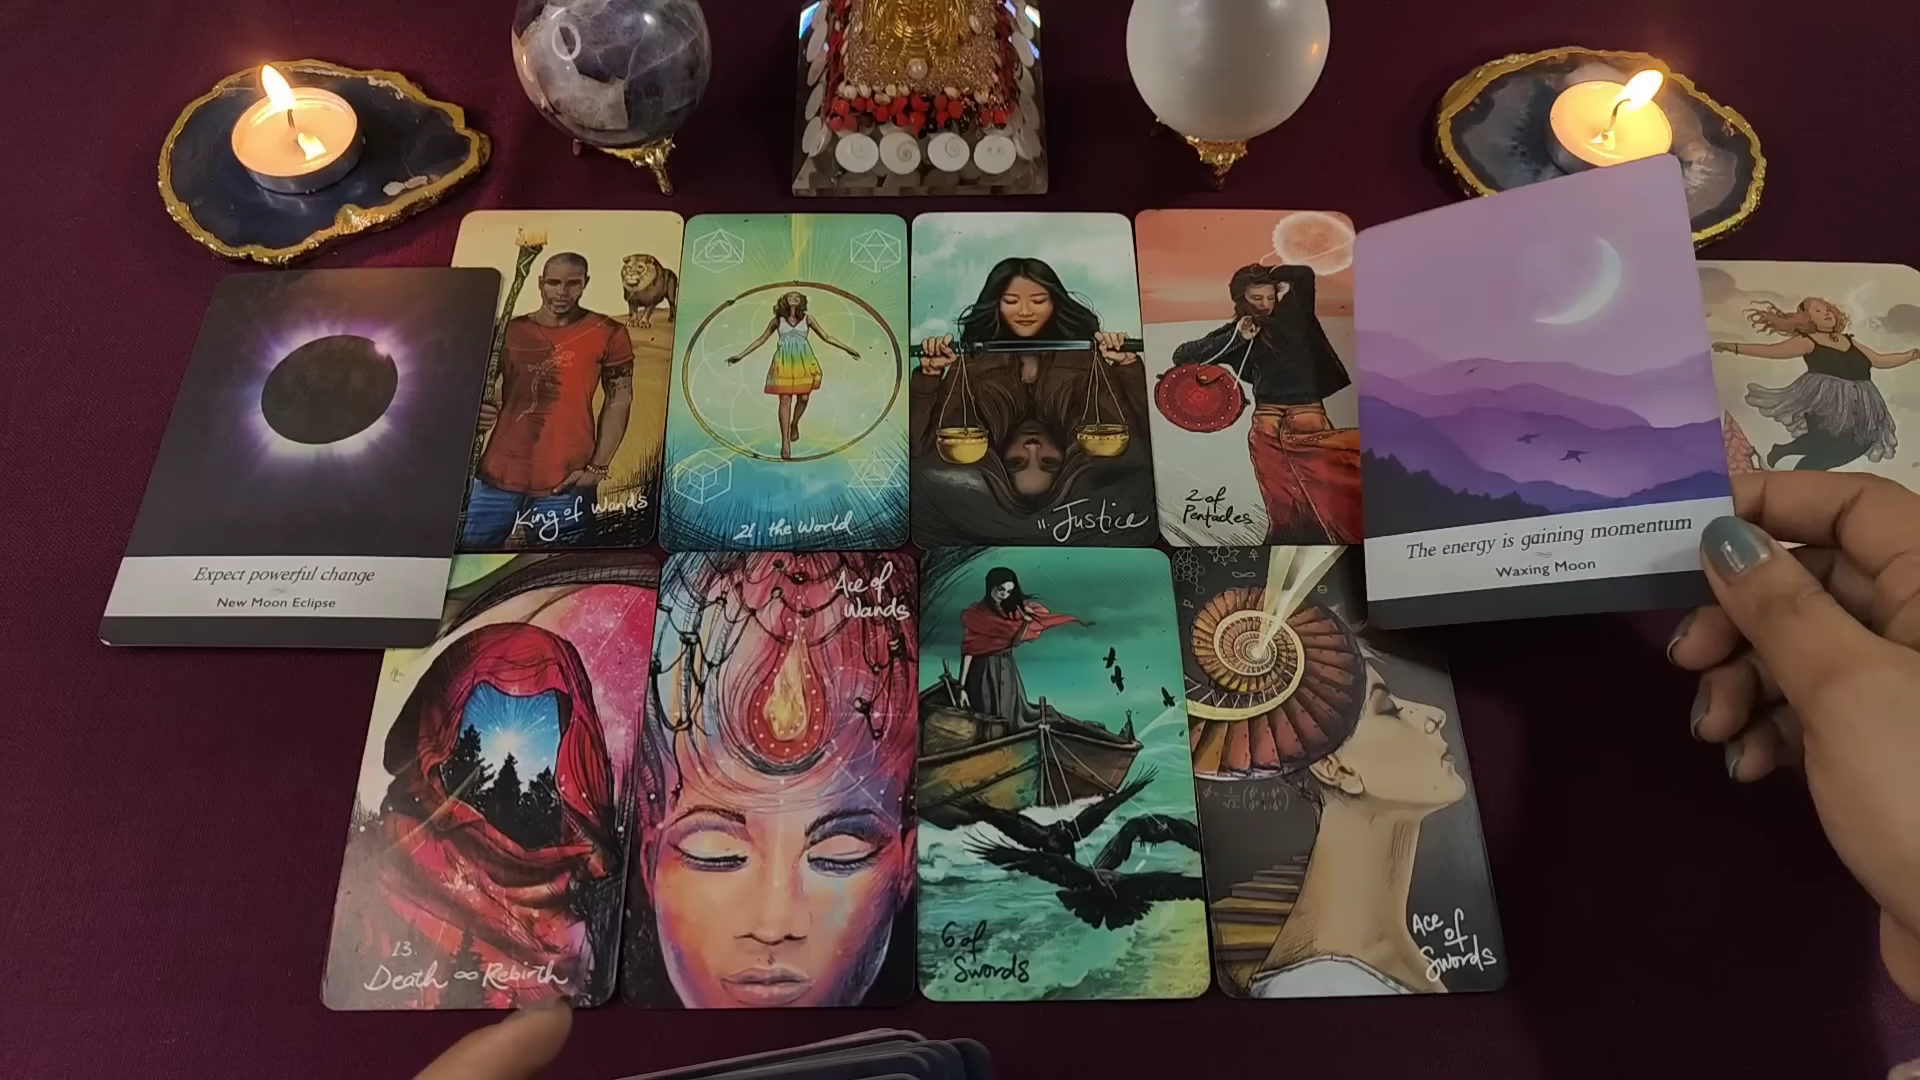 King of Wands
21 the World
11. Justice
2 of
Pentacles
Expect powerful change
New Moon Eclipse
The energy is gaining momentum
Waxing Moon
Ace of
Wands
13.
Death ∞ Rebirth
6 of
Swords
Ace
of
Swords